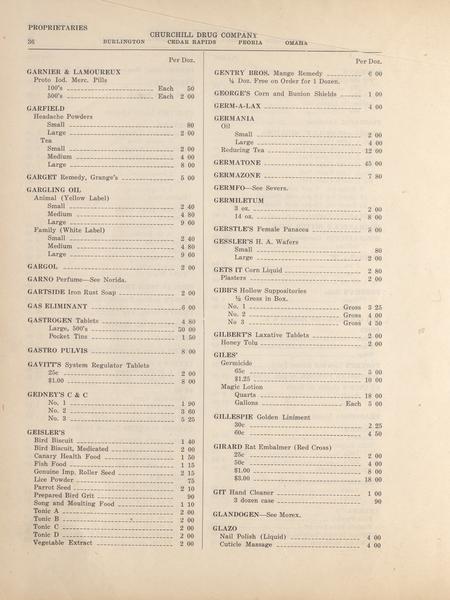 PROPRIETARIES
CHURCHILL DRUG COMPANY
36 BURLINGTON CEDAR RAPIDS PEORIA OMAHA
Per Doz.
GARNIER & LAMOUREUX
Proto Iod. Merc. Pills
100's Each 50
500's Each 2 00
GARFIELD
Headache Powders
Small 80
Large 2 00
Tea
Small 2 00
Medium 4 00
Large 8 00
GARGET Remedy, Grange's 5 00
GARGLING OIL
Animal (Yellow Label)
Small 2 40
Medium 4 80
Large 9 60
Family (White Label)
Small 2 40
Medium 4 80
Large 9 60
GARGOL 2 00
GARNO Perfume—See Norida.
GARTSIDE Iron Rust Soap 2 00
GAS ELIMINANT 6 00
GASTROGEN Tablets 4 80
Large, 500's 50 00
Pocket Tins 1 50
GASTRO PULVIS 8 00
GAVITT'S System Regulator Tablets
25c 2 00
$1.00 8 00
GEDNEY'S C & C
No. 1 1 90
No. 2 3 60
No. 3 5 25
GEISLER'S
Bird Biscuit 1 40
Bird Biscuit, Medicated 2 00
Canary Health Food 1 50
Fish Food 1 15
Genuine Imp. Roller Seed 2 15
Lice Powder 75
Parrot Seed 2 10
Prepared Bird Grit 90
Song and Moulting Food 1 10
Tonic A 2 00
Tonic B 2 00
Tonic C 2 00
Tonic D 2 00
Vegetable Extract 2 00
Per Doz.
GENTRY BROS. Mange Remedy 6 00
¼ Doz. Free on Order for 1 Dozen.
GEORGE'S Corn and Bunion Shields 1 00
GERM-A-LAX 4 00
GERMANIA
Oil
Small 2 00
Large 4 00
Reducing Tea 12 00
GERMATONE 45 00
GERMAZONE 7 80
GERMFO—See Severs.
GERMILETUM
3 oz. 2 00
14 oz. 8 00
GERSTLE'S Female Panacea 8 00
GESSLER'S H. A. Wafers
Small 80
Large 2 00
GETS IT Corn Liquid 2 80
Plasters 2 00
GIBB'S Hollow Suppositories
½ Gross in Box.
No. 1 Gross 3 25
No. 2 Gross 4 00
No 3 Gross 4 50
GILBERT'S Laxative Tablets 2 00
Honey Tolu 2 00
GILES'
Germicide
65c 5 00
$1.25 10 00
Magic Lotion
Quarts 18 00
Gallons Each 5 00
GILLESPIE Golden Liniment
30c 2 25
60c 4 50
GIRARD Rat Embalmer (Red Cross)
25c 2 00
50c 4 00
$1.00 8 00
$3.00 18 00
GIT Hand Cleaner 1 00
3 dozen case 90
GLANDOGEN—See Morex.
GLAZO
Nail Polish (Liquid) 4 00
Cuticle Massage 4 00